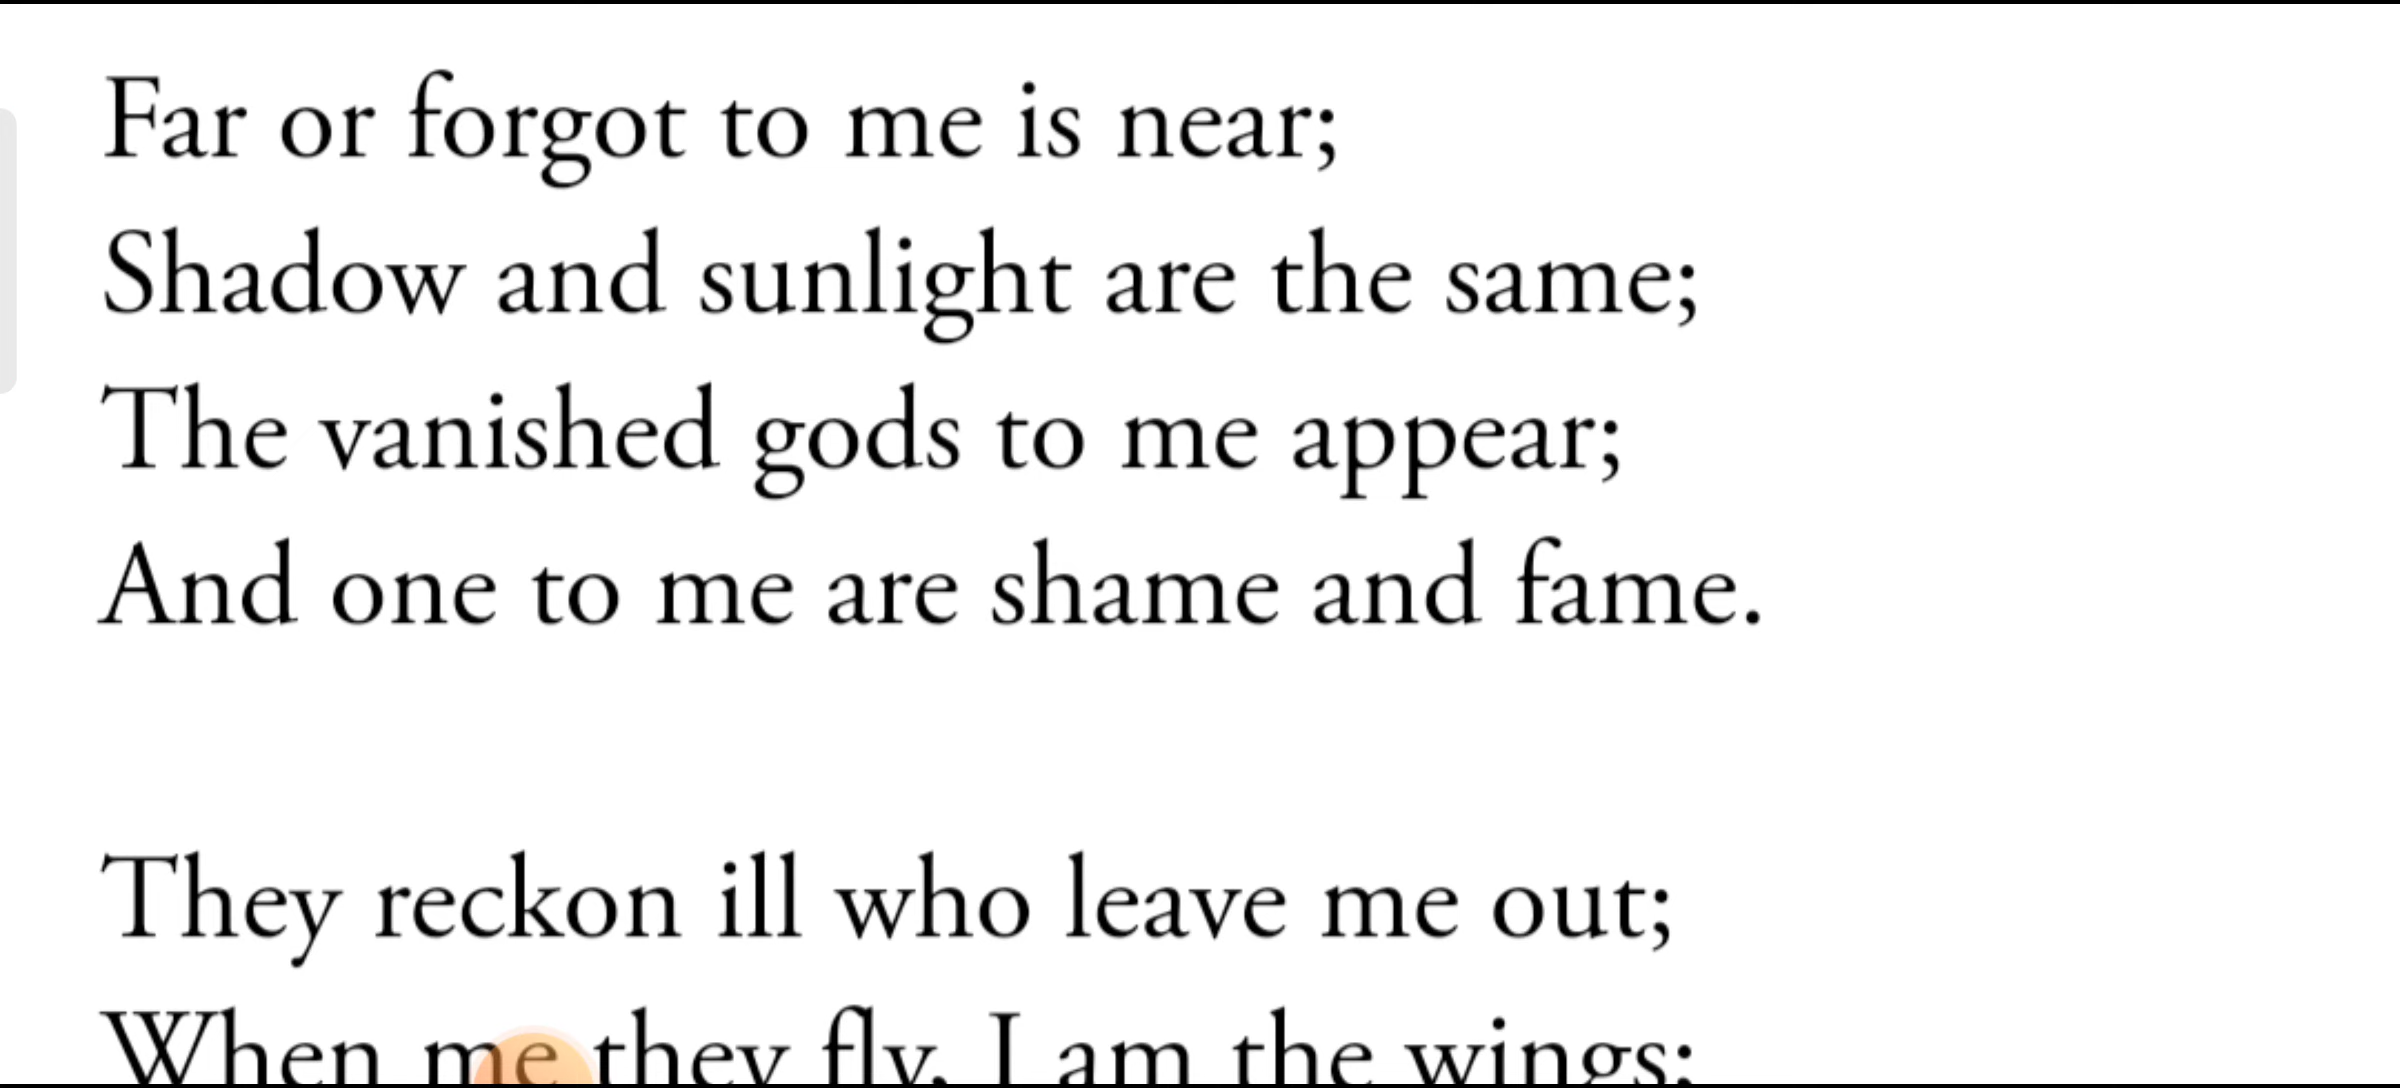 Far or forgot to me is near;
Shadow and sunlight are the same;
The vanished gods to me appear;
And one to me are shame and fame.
They reckon ill who leave me out;
When me they fly, I am the wings;